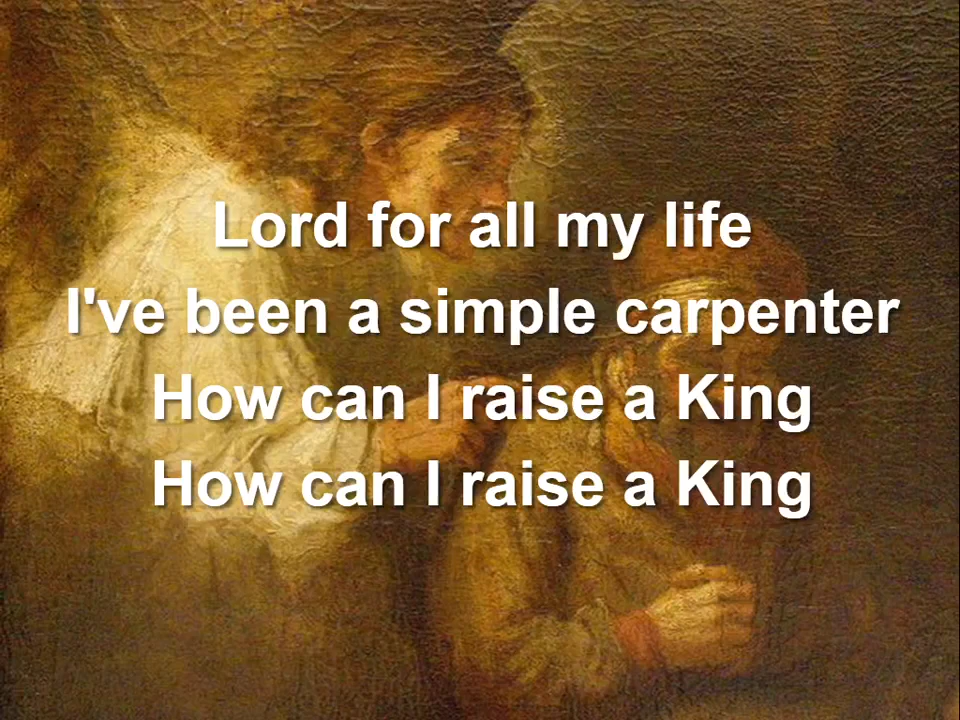 Lord for all my life
I've been a simple carpenter
How can I raise a King
How can I raise a King